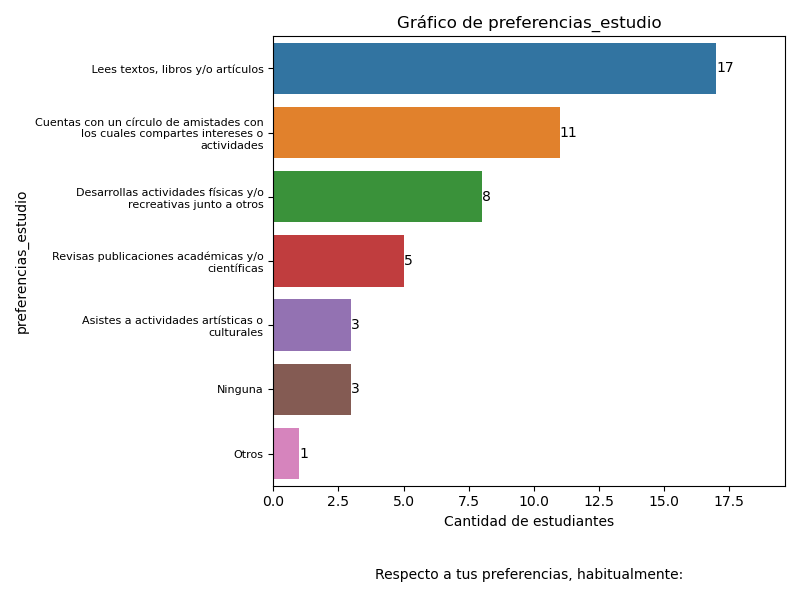 Gráfico de preferencias_estudio
preferencias_estudio
Lees textos, libros y/o artículos
17
Cuentas con un círculo de amistades con
los cuales compartes intereses o
actividades
11
Desarrollas actividades físicas y/o
recreativas junto a otros
8
Revisas publicaciones académicas y/o
científicas
5
Asistes a actividades artísticas o
culturales
3
Ninguna
3
Otros
1
0.0 2.5 5.0 7.5 10.0 12.5 15.0 17.5
Cantidad de estudiantes
Respecto a tus preferencias, habitualmente: